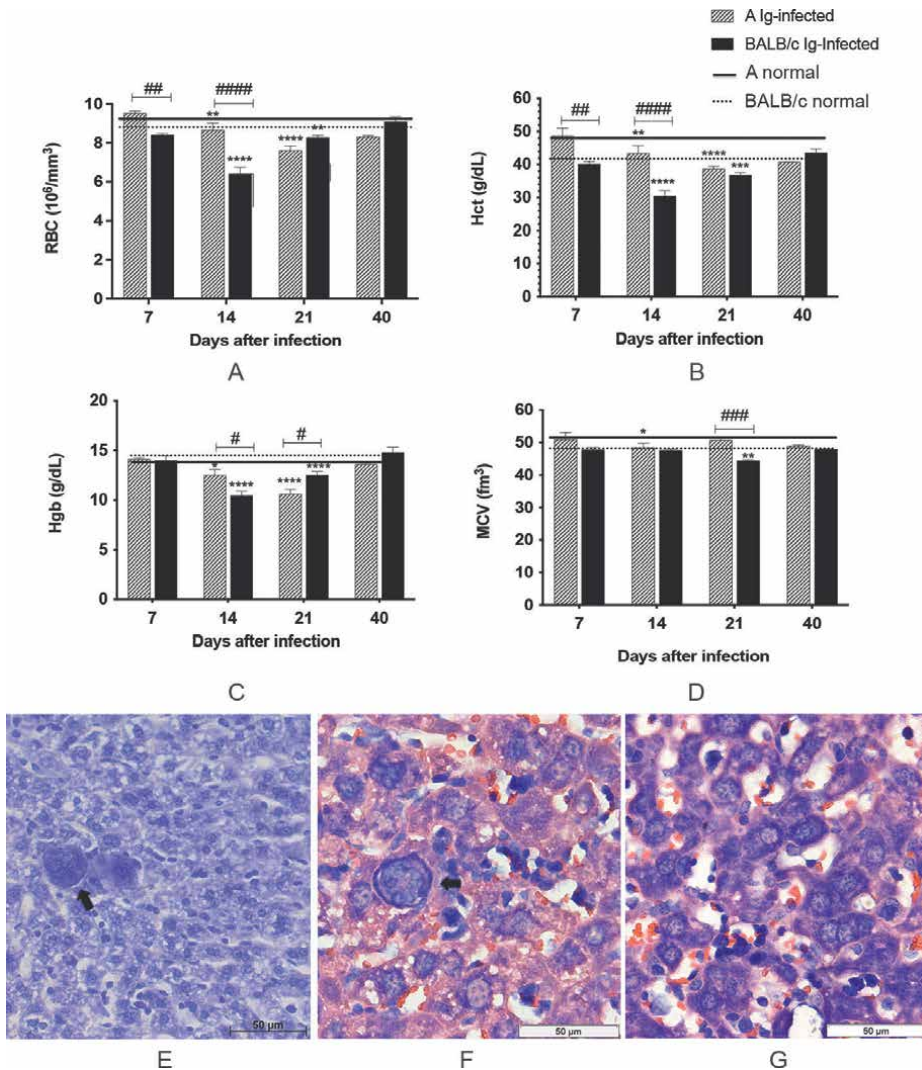 A Ig-infected
BALB/c Ig-Infected
A normal
BALB/c normal
A
B
## ####
RBC (10⁶/mm³)
10
8
6
4
2
0
** **** **** **
7 14 21 40
Days after infection
A
## ####
Hct (g/dL)
60
50
40
30
20
10
0
** **** **** ***
7 14 21 40
Days after infection
B
# #
Hgb (g/dL)
20
15
10
5
0
* **** **** ****
7 14 21 40
Days after infection
C
###
MCV (fm³)
60
50
40
30
20
10
0
* **
7 14 21 40
Days after infection
D
50 µm
50 µm
50 µm
E
F
G